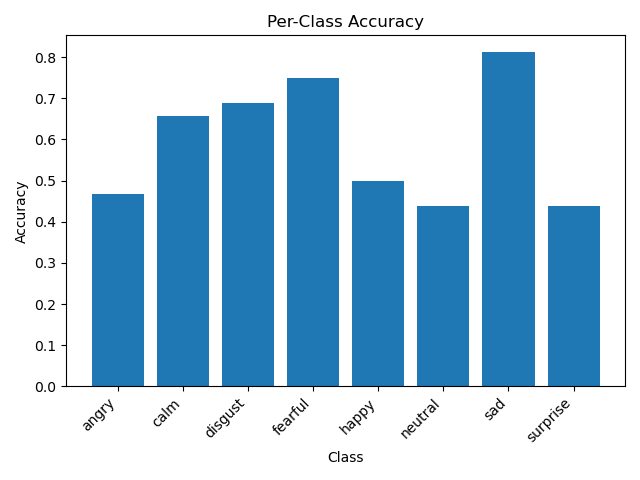 Per-Class Accuracy
Accuracy
0.8
0.7
0.6
0.5
0.4
0.3
0.2
0.1
0.0
angry
calm
disgust
fearful
happy
neutral
sad
surprise
Class